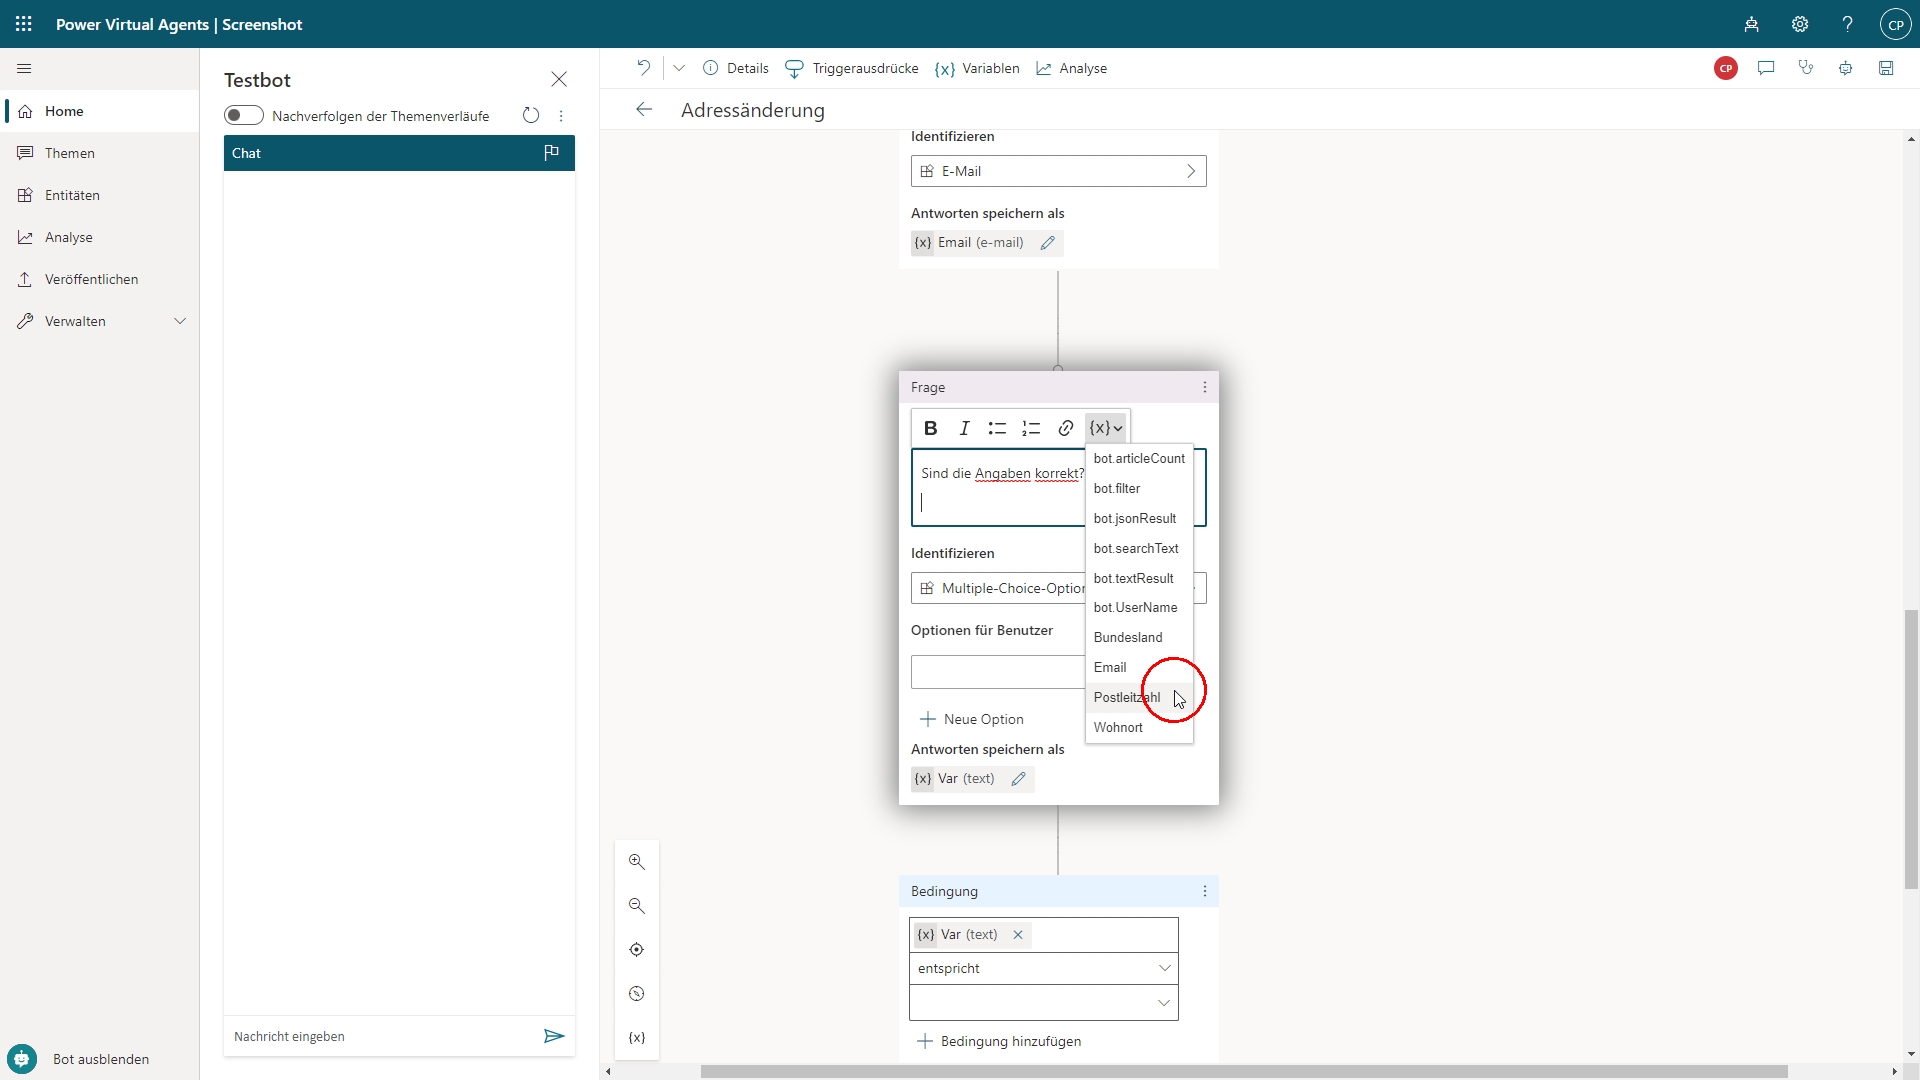 Power Virtual Agents | Screenshot
CP
Home
Themen
Entitäten
Analyse
Veröffentlichen
Verwalten
Bot ausblenden
Testbot
Nachverfolgen der Themenverläufe
Chat
Nachricht eingeben
Details
Triggerausdrücke
{x} Variablen
Analyse
CP
Adressänderung
Identifizieren
E-Mail
Antworten speichern als
{x} Email (e-mail)
Frage
B I {x}
Sind die Angaben korrekt?
bot.articleCount
bot.filter
bot.jsonResult
bot.searchText
bot.textResult
bot.UserName
Bundesland
Email
Postleitzahl
Wohnort
Identifizieren
Multiple-Choice-Option
Optionen für Benutzer
Neue Option
Antworten speichern als
{x} Var (text)
Bedingung
{x} Var (text)
entspricht
Bedingung hinzufügen
{x}